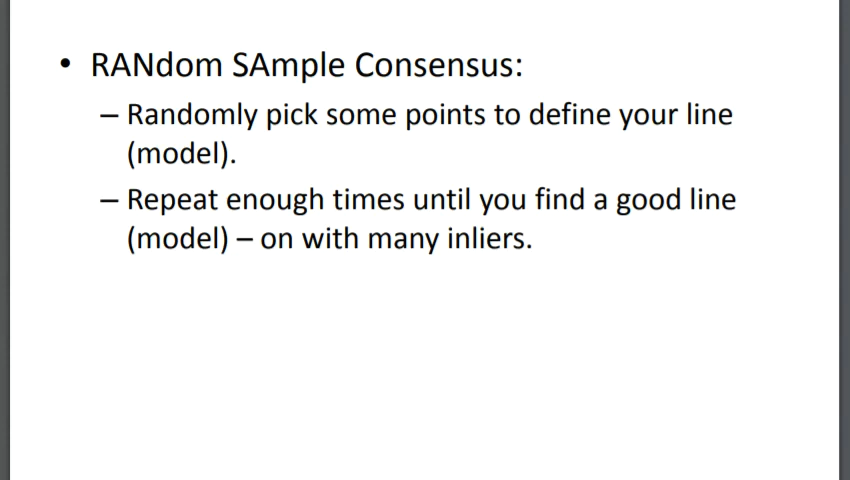 • RANdom SAmple Consensus:
– Randomly pick some points to define your line
(model).
– Repeat enough times until you find a good line
(model) – on with many inliers.